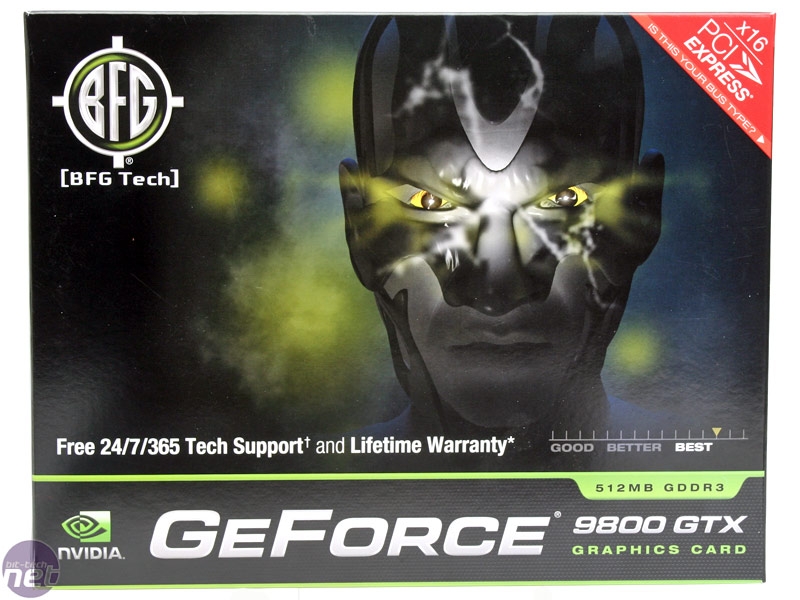 x16
PCI
EXPRESS®
IS THIS YOUR BUS TYPE?
BFG
®
[BFG Tech]
Free 24/7/365 Tech Support† and Lifetime Warranty*
GOOD BETTER BEST
512MB GDDR3
NVIDIA.
GEFORCE®
9800 GTX
GRAPHICS CARD
bit-tech
net